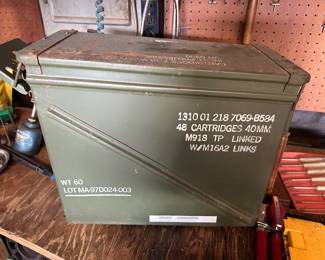 1310 01 218 7069-B584
48 CARTRIDGES 40MM
M918 TP LINKED
W/M16A2 LINKS
WT 60
LOT MA-97D024-003